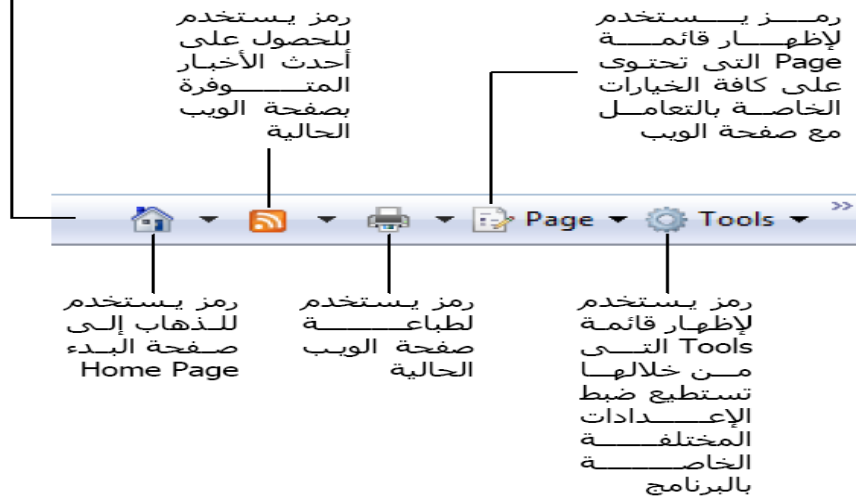 رمز يستخدم
لإظهار قائمة
Page التى تحتوى
على كافة الخيارات
الخاصة بالتعامل
مع صفحة الويب
رمز يستخدم
للحصول على
أحدث الأخبار
المتوفرة
بصفحة الويب
الحالية
Page Tools »
رمز يستخدم
للذهاب إلى
صفحة البدء
Home Page
رمز يستخدم
لطباعة
صفحة الويب
الحالية
رمز يستخدم
لإظهار قائمة
Tools التى
من خلالها
تستطيع ضبط
الإعدادات
المختلفة
الخاصة
بالبرنامج